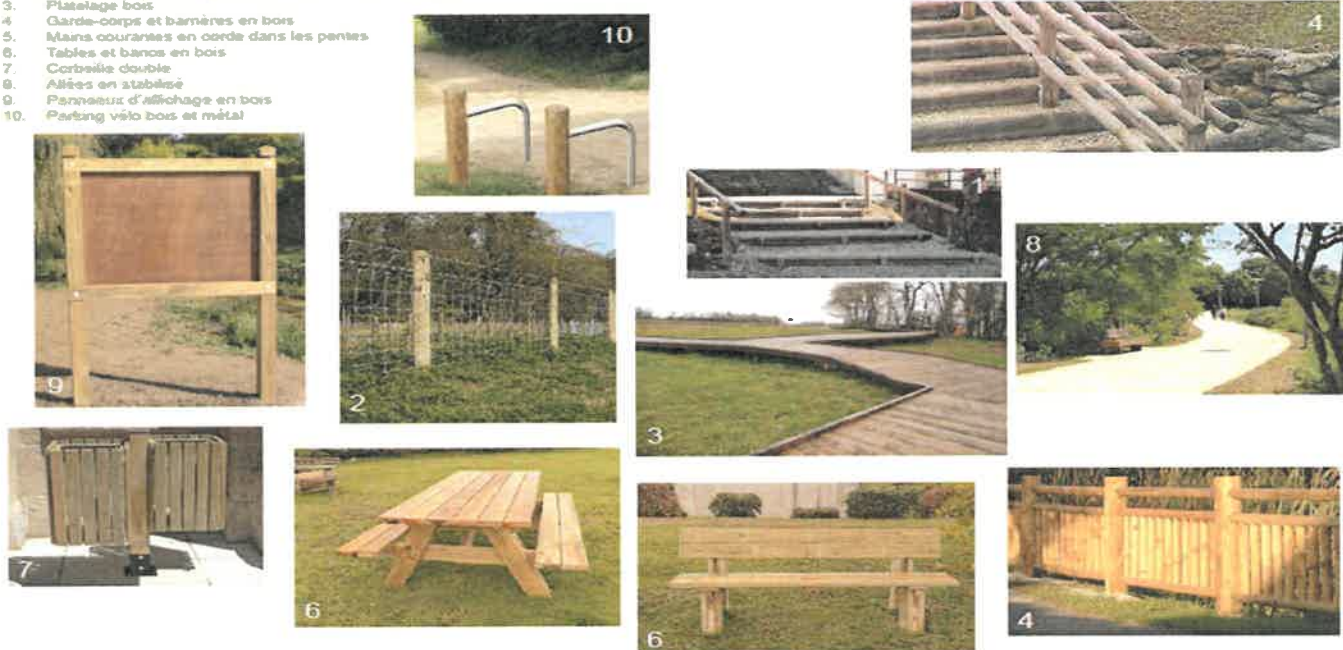 3. Platelage bois
4 Garde-corps et barrières en bois
5. Mains courantes en corde dans les pentes
6. Tables et bancs en bois
7. Corbeille double
8. Allées en stabilisé
9. Panneaux d'affichage en bois
10. Parking vélo bois et métal
10
4
9
2
8
3
7
6
6
4